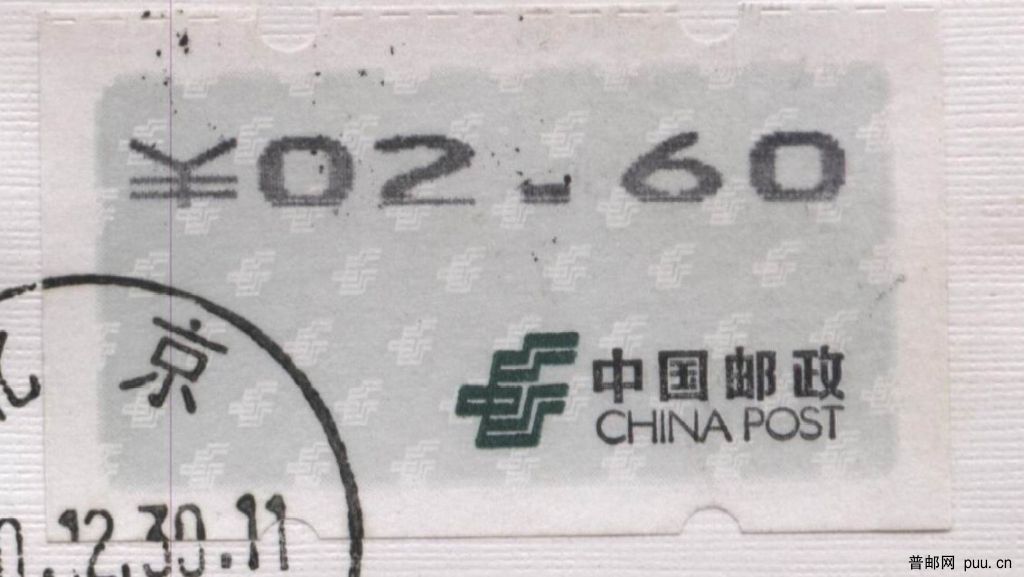 ¥02.60
中国邮政
CHINA POST
京
.12.30.11
普邮网 puu.cn